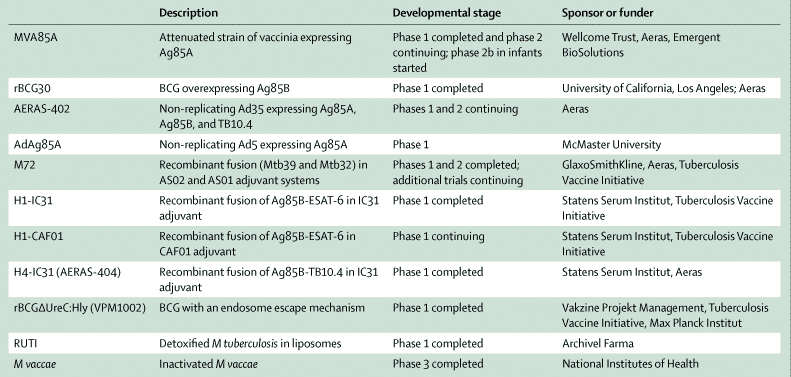 Description Developmental stage Sponsor or funder
MVA85A Attenuated strain of vaccinia expressing Phase 1 completed and phase 2 Wellcome Trust, Aeras, Emergent
Ag85A continuing; phase 2b in infants BioSolutions
started
rBCG30 BCG overexpressing Ag85B Phase 1 completed University of California, Los Angeles; Aeras
AERAS-402 Non-replicating Ad35 expressing Ag85A, Phases 1 and 2 continuing Aeras
Ag85B, and TB10.4
AdAg85A Non-replicating Ad5 expressing Ag85A Phase 1 McMaster University
M72 Recombinant fusion (Mtb39 and Mtb32) in Phases 1 and 2 completed; GlaxoSmithKline, Aeras, Tuberculosis
AS02 and AS01 adjuvant systems additional trials continuing Vaccine Initiative
H1-IC31 Recombinant fusion of Ag85B-ESAT-6 in IC31 Phase 1 completed Statens Serum Institut, Tuberculosis Vaccine
adjuvant Initiative
H1-CAF01 Recombinant fusion of Ag85B-ESAT-6 in Phase 1 continuing Statens Serum Institut, Tuberculosis Vaccine
CAF01 adjuvant Initiative
H4-IC31 (AERAS-404) Recombinant fusion of Ag85B-TB10.4 in IC31 Phase 1 completed Statens Serum Institut, Aeras
adjuvant
rBCGΔUreC:Hly (VPM1002) BCG with an endosome escape mechanism Phase 1 completed Vakzine Projekt Management, Tuberculosis
Vaccine Initiative, Max Planck Institut
RUTI Detoxified M tuberculosis in liposomes Phase 1 completed Archivel Farma
M vaccae Inactivated M vaccae Phase 3 completed National Institutes of Health